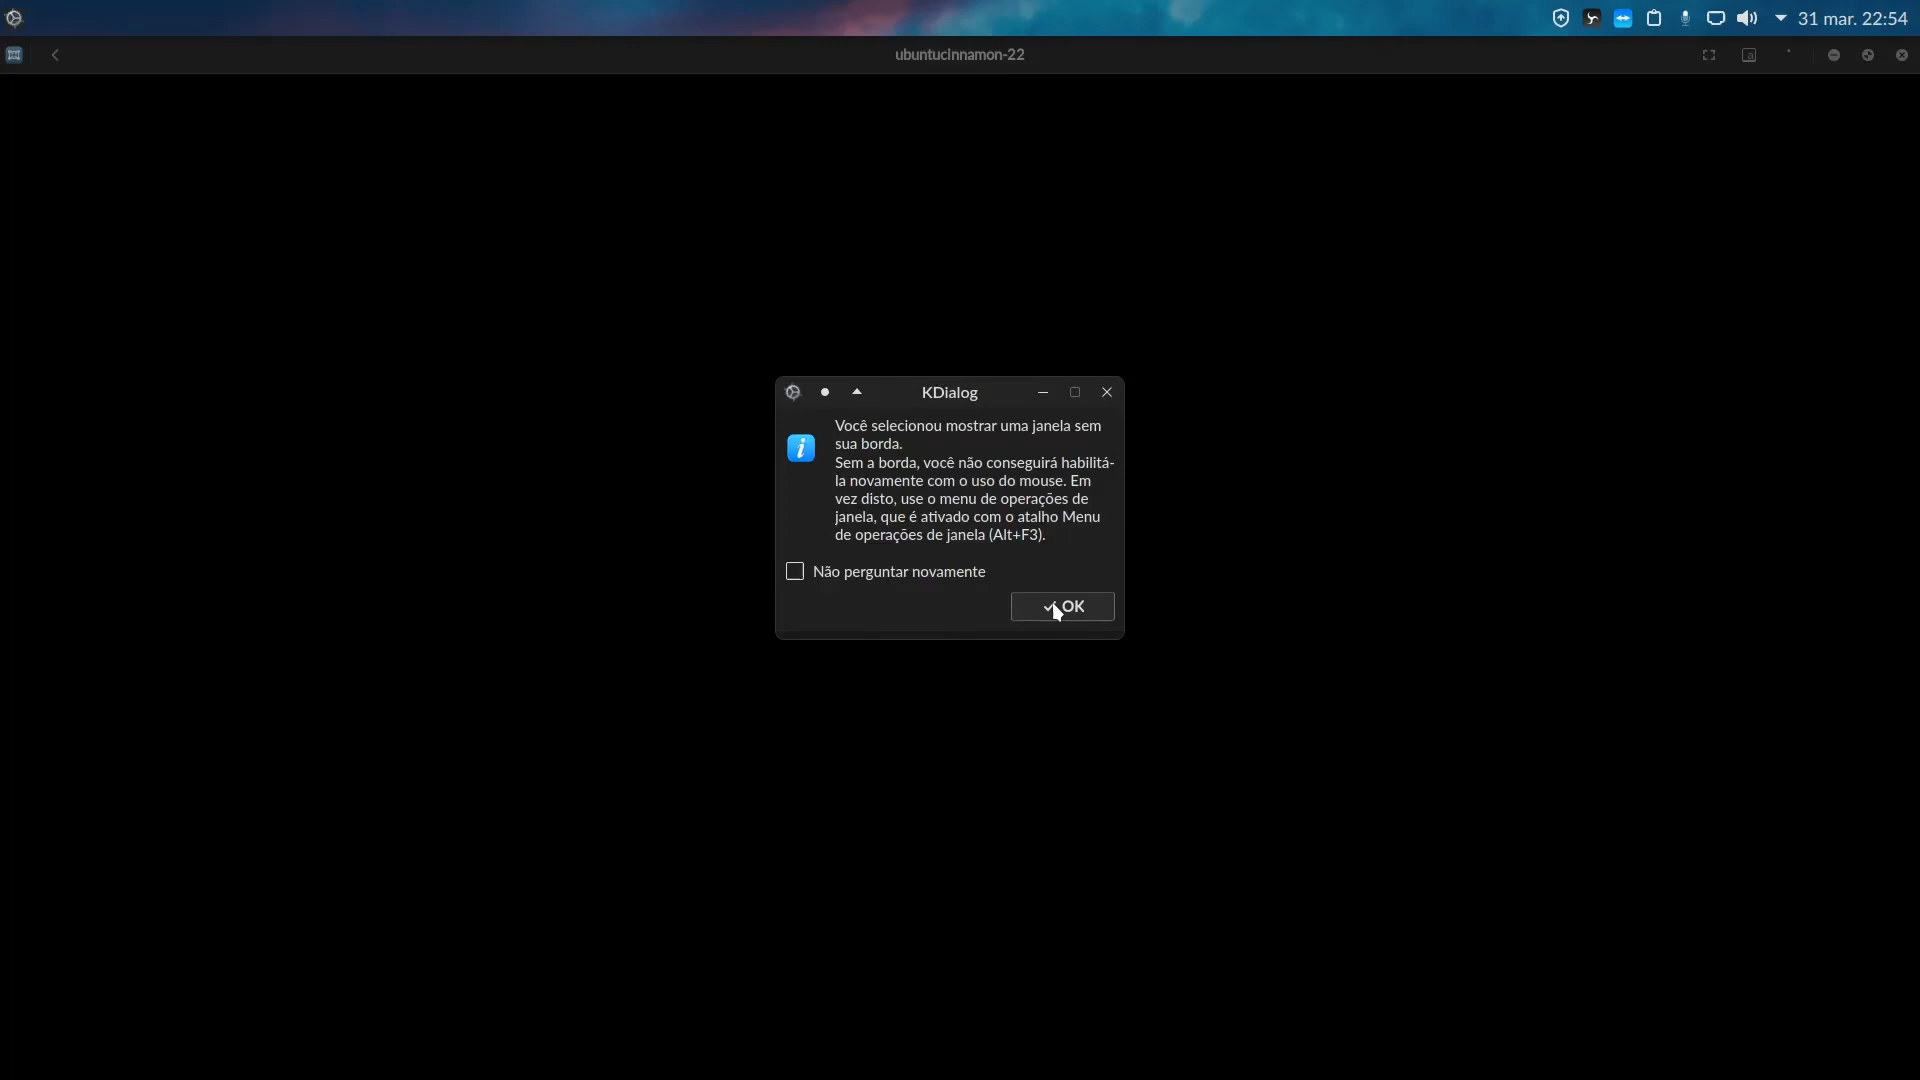 31 mar. 22:54
ubuntucinnamon-22
KDialog
Você selecionou mostrar uma janela sem
sua borda.
Sem a borda, você não conseguirá habilitá-
la novamente com o uso do mouse. Em
vez disto, use o menu de operações de
janela, que é ativado com o atalho Menu
de operações de janela (Alt+F3).
Não perguntar novamente
OK